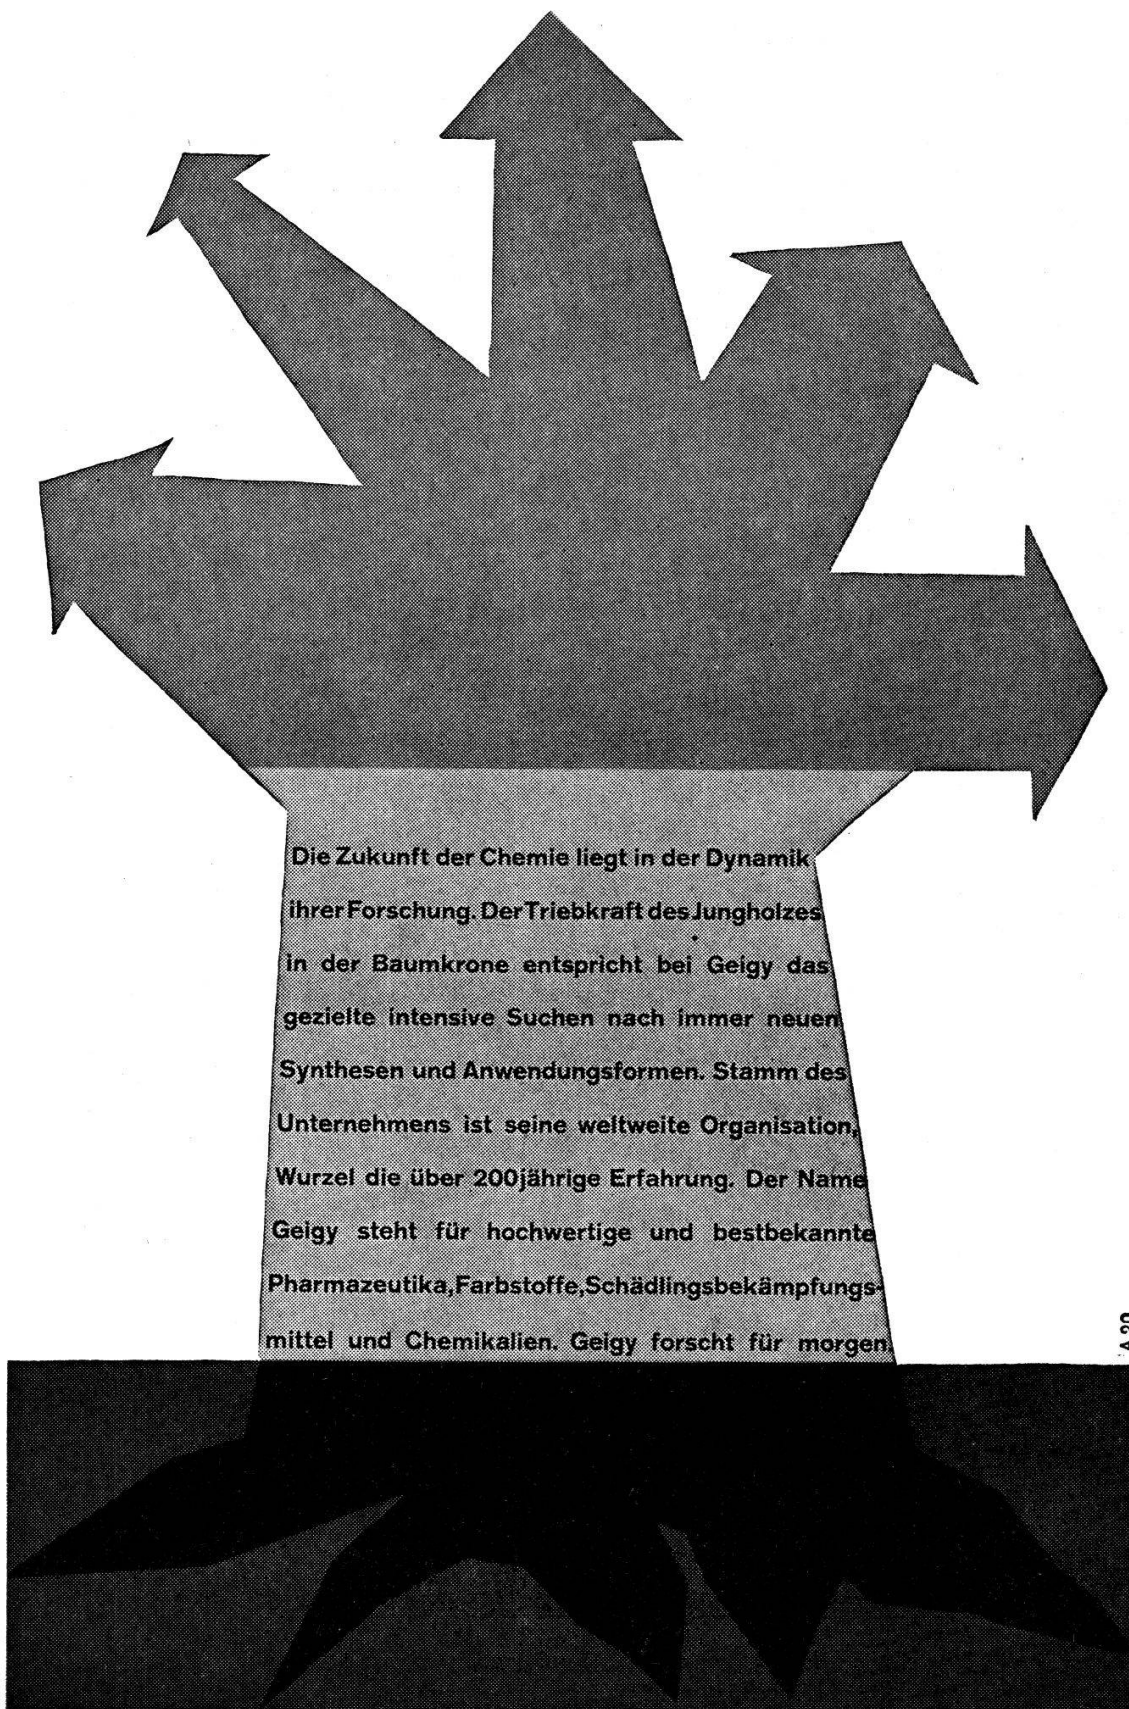 Die Zukunft der Chemie liegt in der Dynamik
ihrer Forschung. Der Triebkraft des Jungholzes
in der Baumkrone entspricht bei Geigy das
gezielte intensive Suchen nach immer neuen
Synthesen und Anwendungsformen. Stamm des
Unternehmens ist seine weltweite Organisation,
Wurzel die über 200jährige Erfahrung. Der Name
Geigy steht für hochwertige und bestbekannte
Pharmazeutika, Farbstoffe, Schädlingsbekämpfungs-
mittel und Chemikalien. Geigy forscht für morgen.